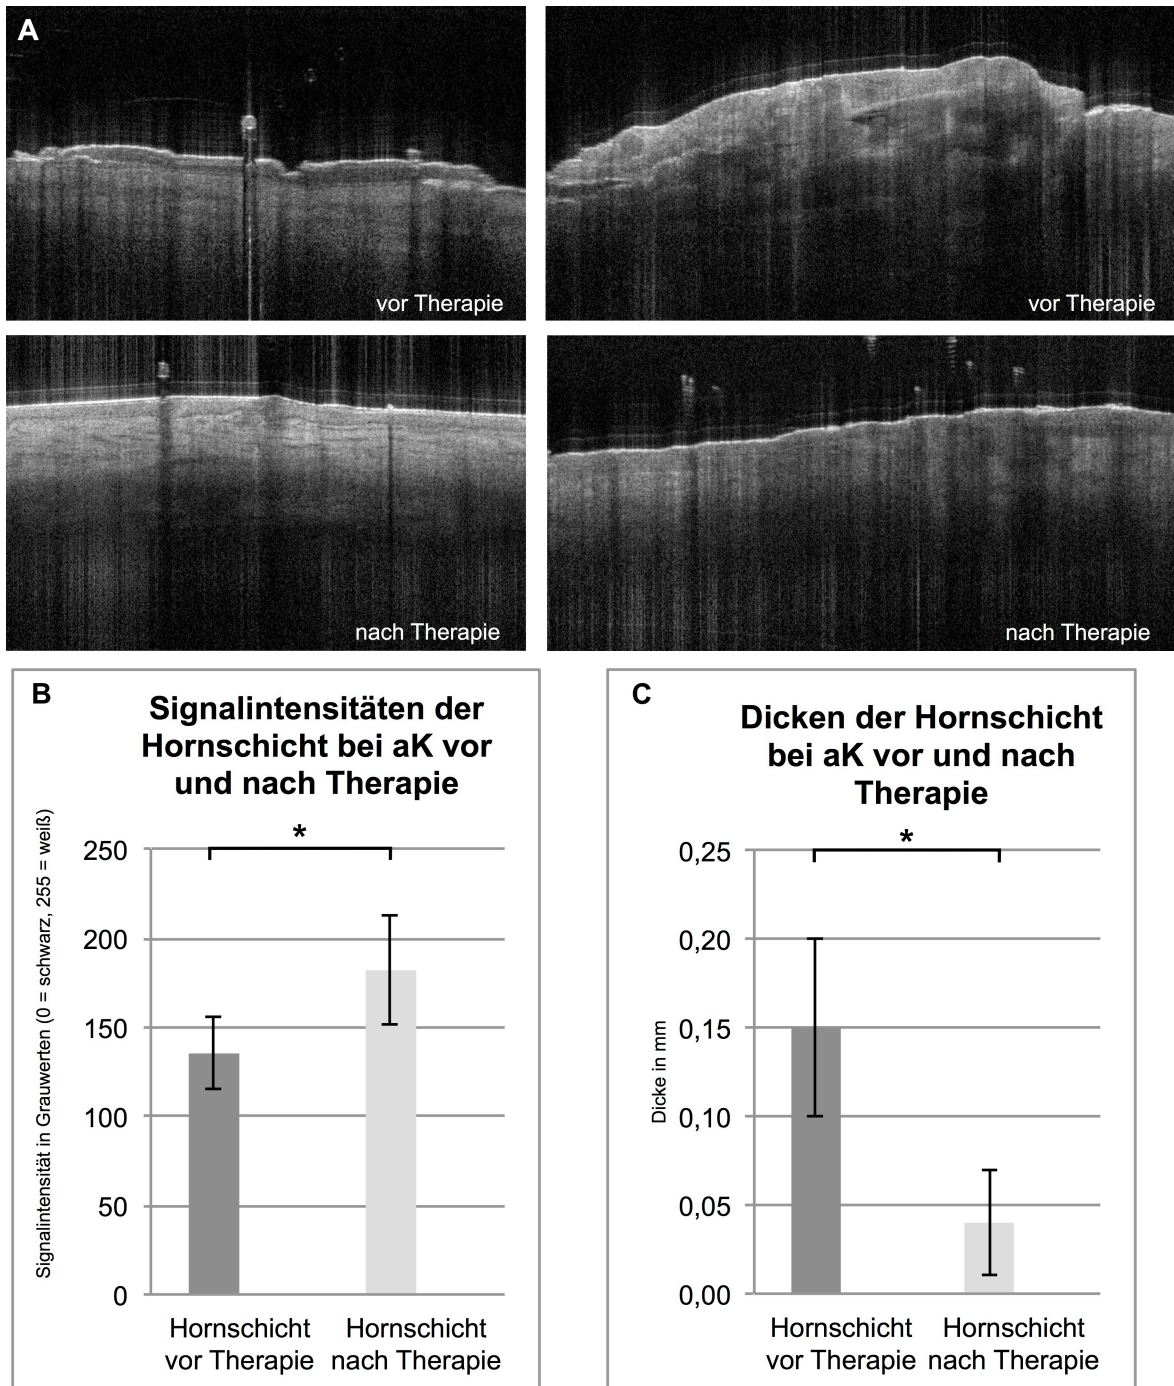 A
vor Therapie
vor Therapie
nach Therapie
nach Therapie
B
Signalintensitäten der
Hornschicht bei aK vor
und nach Therapie
Signalintensität in Grauwerten (0 = schwarz, 255 = weiß)
*
250
200
150
100
50
0
Hornschicht
vor Therapie
Hornschicht
nach Therapie
C
Dicken der Hornschicht
bei aK vor und nach
Therapie
Dicke in mm
*
0,25
0,20
0,15
0,10
0,05
0,00
Hornschicht
vor Therapie
Hornschicht
nach Therapie